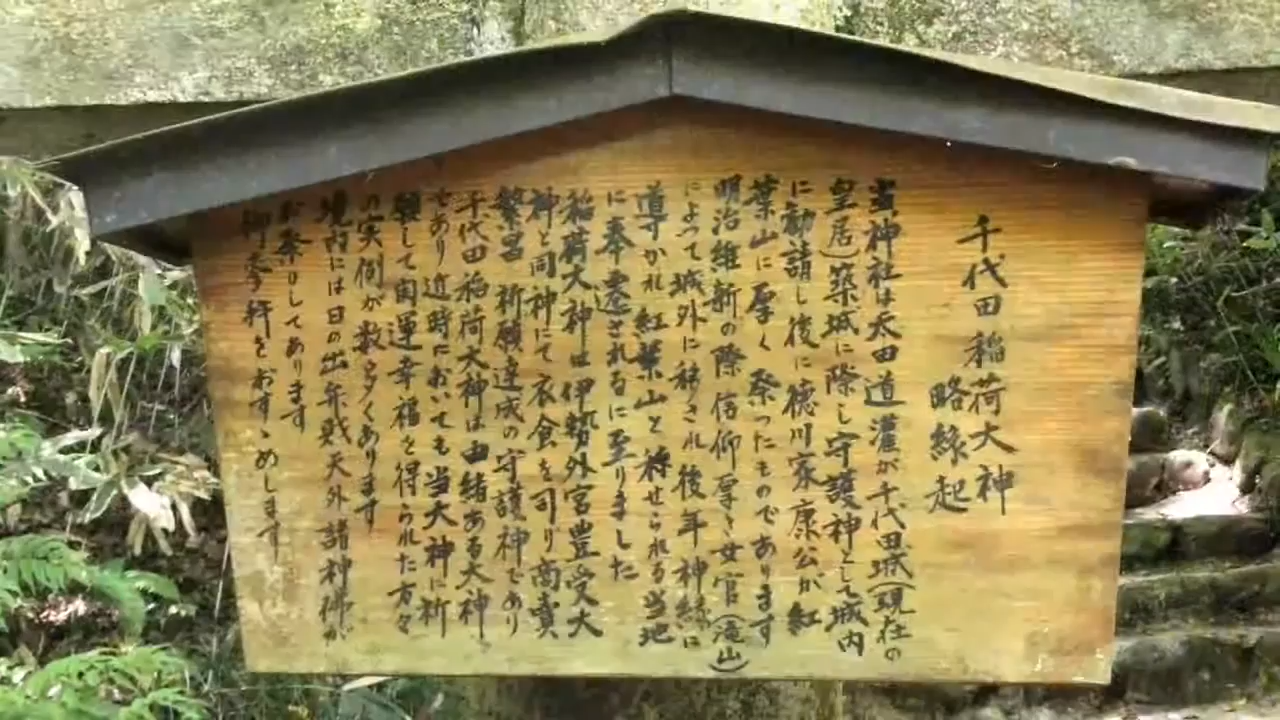 千代田稲荷大神
略縁起
当神社は太田道灌が千代田城(現在の
皇居)築城に際し守護神として城内
に勧請し後に徳川家康公が紅
葉山に厚く祭ったものであります
明治維新の際信仰厚き女官(滝山)
によって城外に移され後年神縁に
導かれ紅葉山と称せられる当地
に奉遷されるに至りました
稲荷大神は伊勢外宮豊受大
神と同神にて衣食を司り商売
繁昌祈願達成の守護神であり
千代田稲荷大神は由緒ある大神
であり近時においても当大神に祈
願して開運幸福を得られた方々
の実例が数多くあります
境内には日の出年戝天外諸神佛が
お祭りしてあります
御参拝をおすゝめします